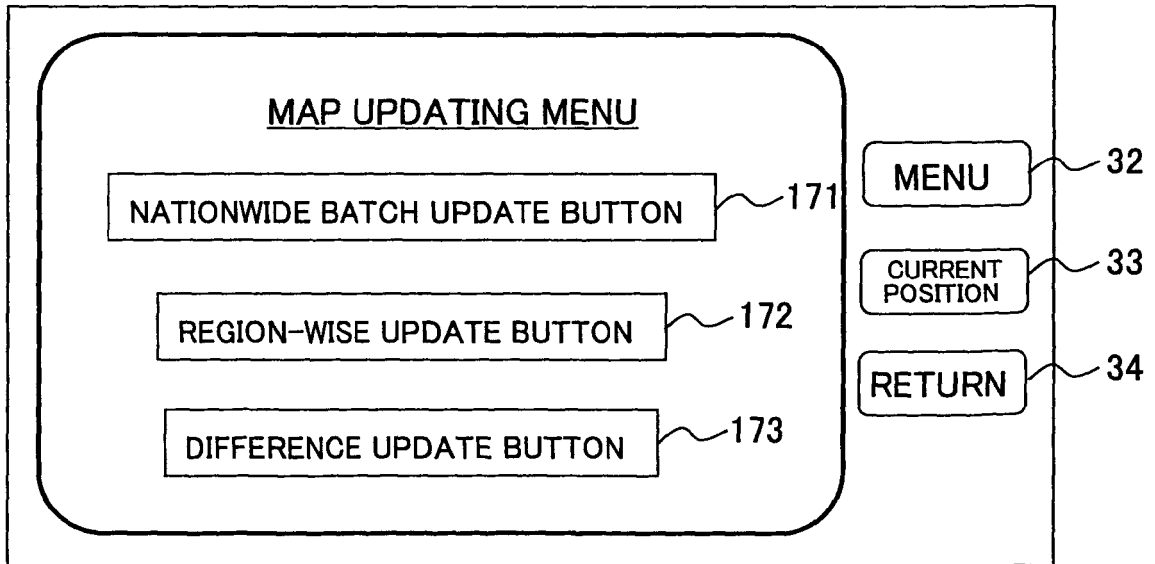 MAP UPDATING MENU
NATIONWIDE BATCH UPDATE BUTTON
171
REGION-WISE UPDATE BUTTON
172
DIFFERENCE UPDATE BUTTON
173
MENU
32
CURRENT
POSITION
33
RETURN
34